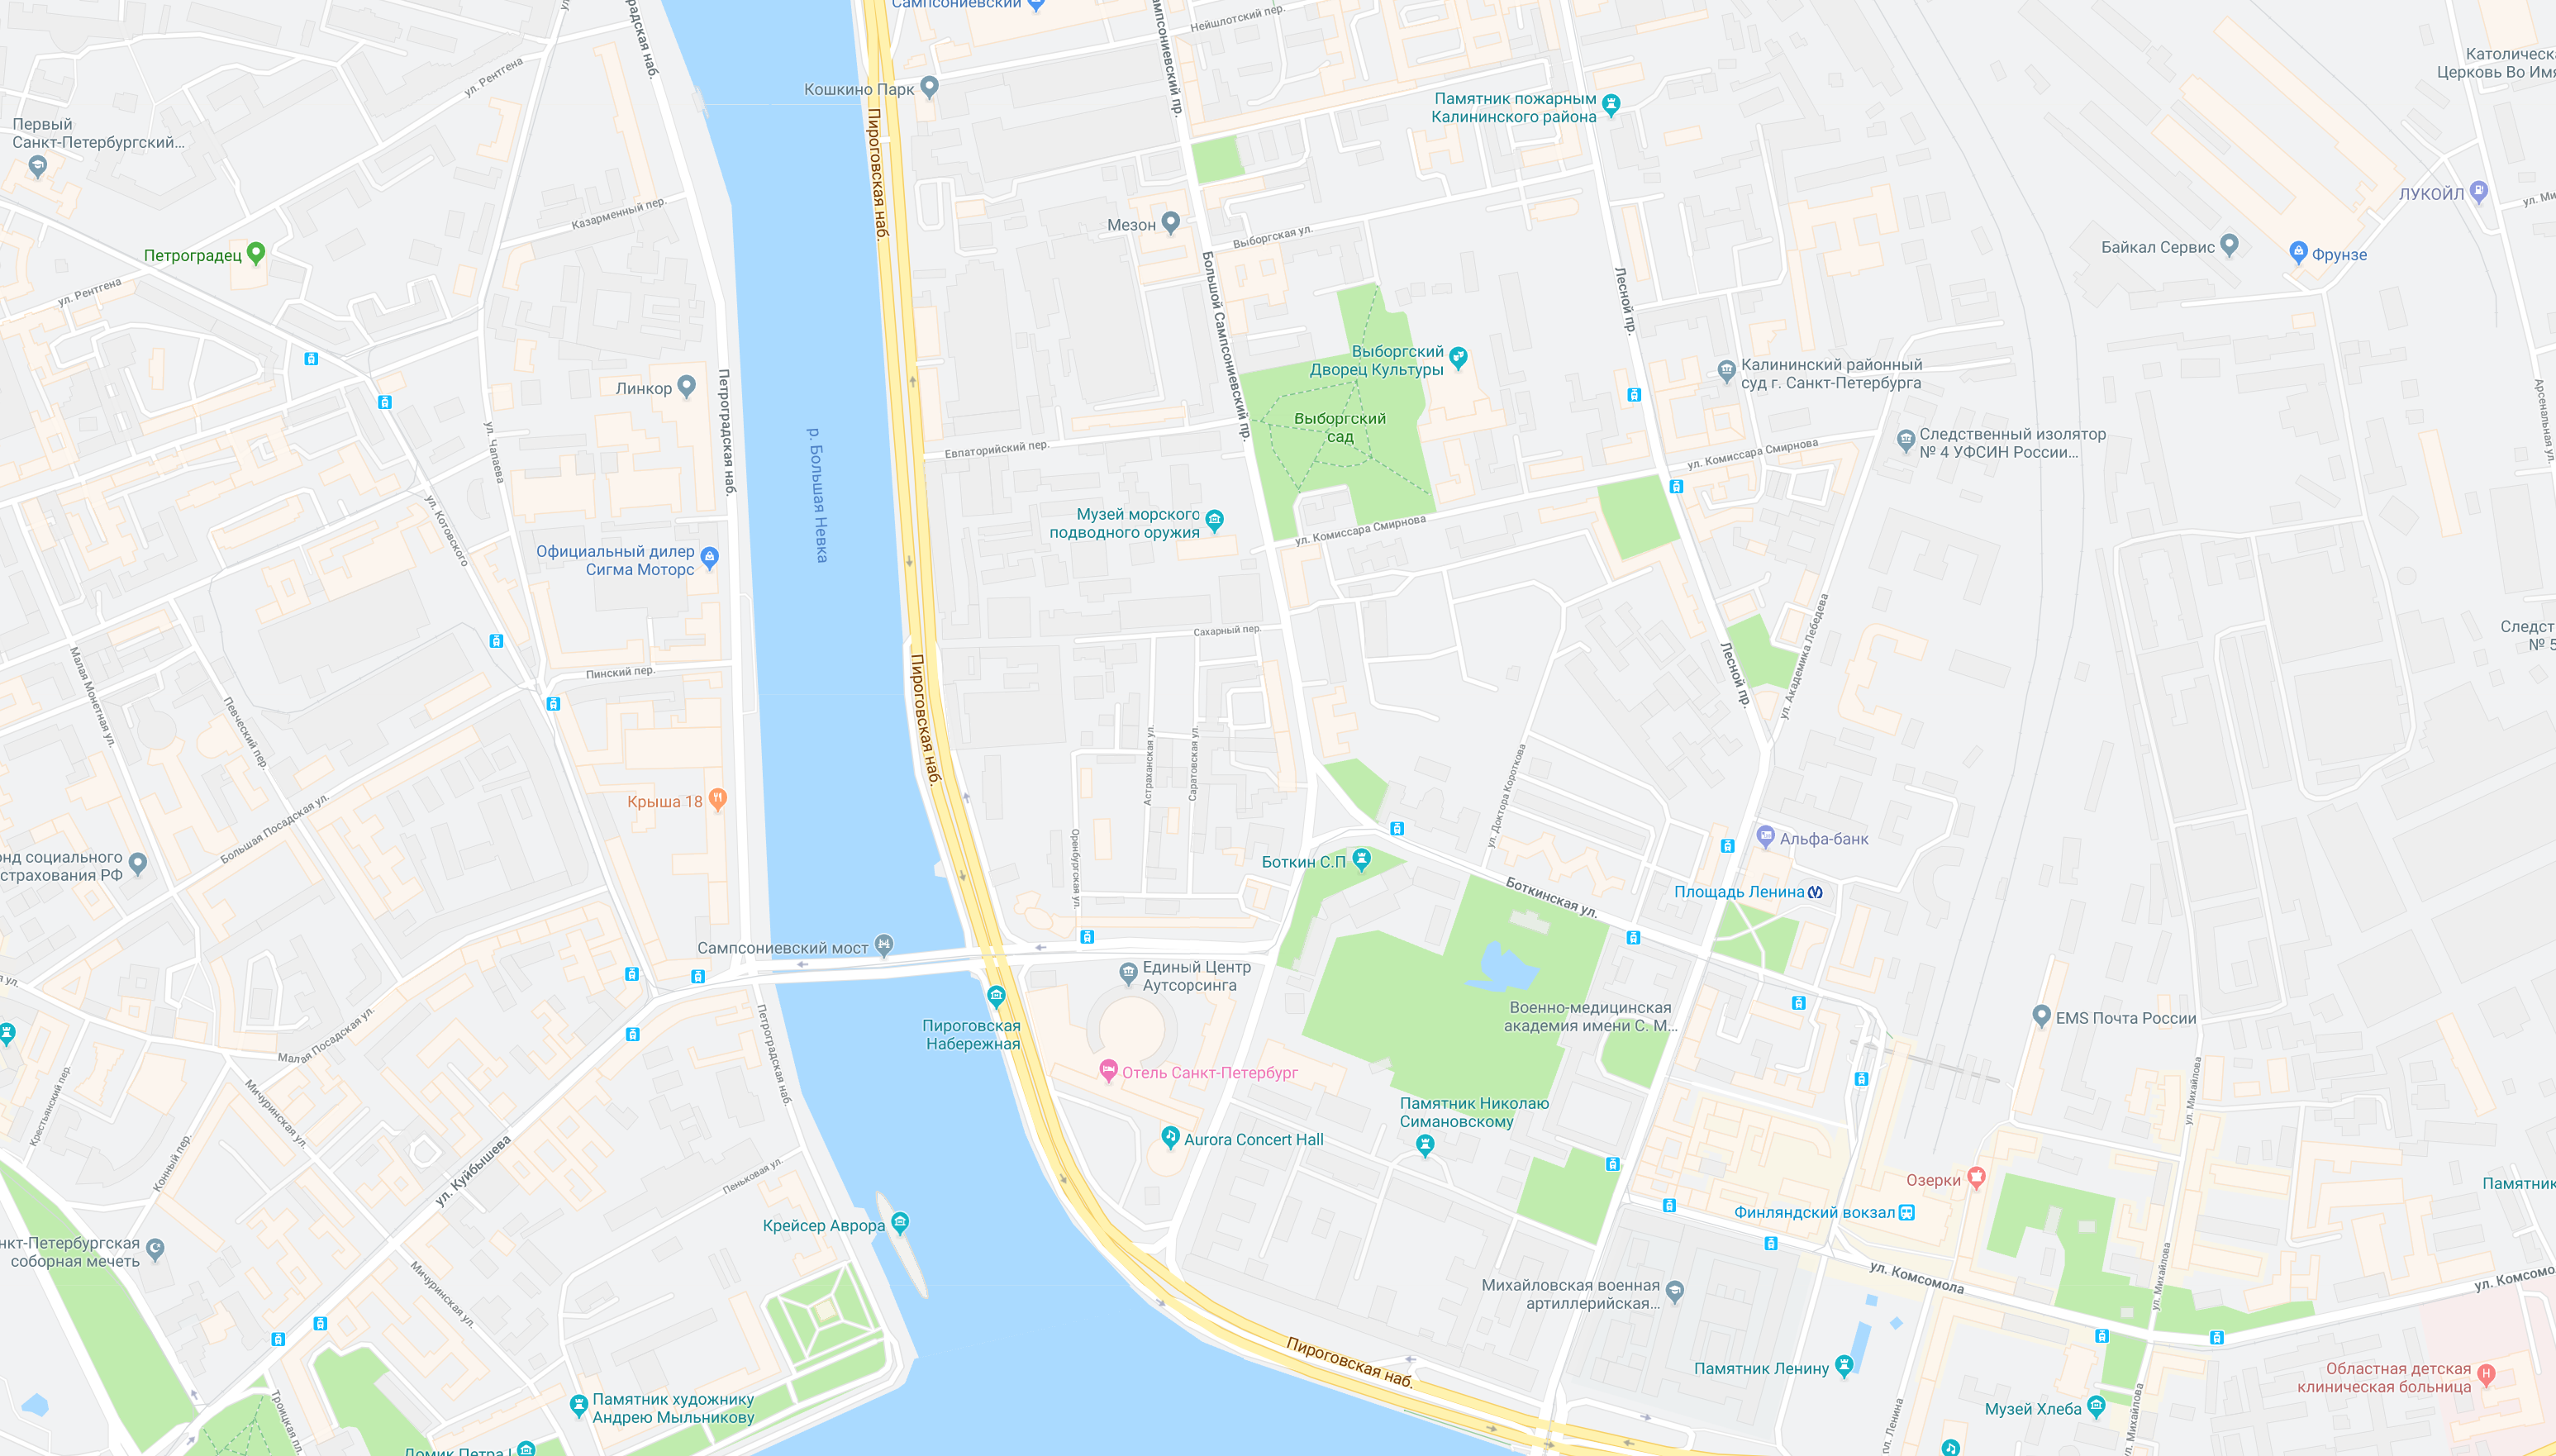 Сампсониевский
Нейшлотский пер.
Кошкино Парк
Памятник пожарным
Калининского района
Церковь Во Имя
Первый
Санкт-Петербургский...
ул. Рентгена
Пироговская наб.
Казарменный пер.
ЛУКОЙЛ
Мезон
Выборгская ул.
Петроградец
Байкал Сервис
Фрунзе
ул. Рентгена
Большой Сампсониевский пр.
Лесной пр.
Выборгский
Дворец Культуры
Калининский районный
суд г. Санкт-Петербурга
Линкор
Петроградская наб.
р. Большая Невка
Выборгский
сад
ул. Чапаева
Евпаторийский пер.
ул. Комиссара Смирнова
Следственный изолятор
№ 4 УФСИН России...
Арсенальная ул.
ул. Котовского
Музей морского
подводного оружия
ул. Комиссара Смирнова
Официальный дилер
Сигма Моторс
Сахарный пер.
ул. Академика Лебедева
Следст
№ 5
Малая Монетная ул.
Певческий пер.
Пинский пер.
Пироговская наб.
Лесной пр.
Астраханская ул.
Саратовская ул.
ул. Доктора Короткова
Крыша 18
Большая Посадская ул.
Оренбургская ул.
Альфа-банк
онд социального
страхования РФ
Боткин С.П
Боткинская ул.
Площадь Ленина
Сампсониевский мост
Единый Центр
Аутсорсинга
Пироговская
Набережная
Военно-медицинская
академия имени С. М...
EMS Почта России
Малая Посадская ул.
Петроградская наб.
Отель Санкт-Петербург
Памятник Николаю
Симановскому
Крестьянский пер.
Мичуринская ул.
Конный пер.
ул. Куйбышева
Пеньковая ул.
Aurora Concert Hall
ул. Михайлова
Озерки
Памятник
Финляндский вокзал
Крейсер Аврора
нкт-Петербургская
соборная мечеть
Мичуринская ул.
Михайловская военная
артиллерийская...
ул. Комсомола
ул. Михайлова
ул. Комсомо
Пироговская наб.
Памятник Ленину
Областная детская
клиническая больница
Памятник художнику
Андрею Мыльникову
Музей Хлеба
Троицкая пл
пл. Ленина
ул. Михайлова
Домик Петра I